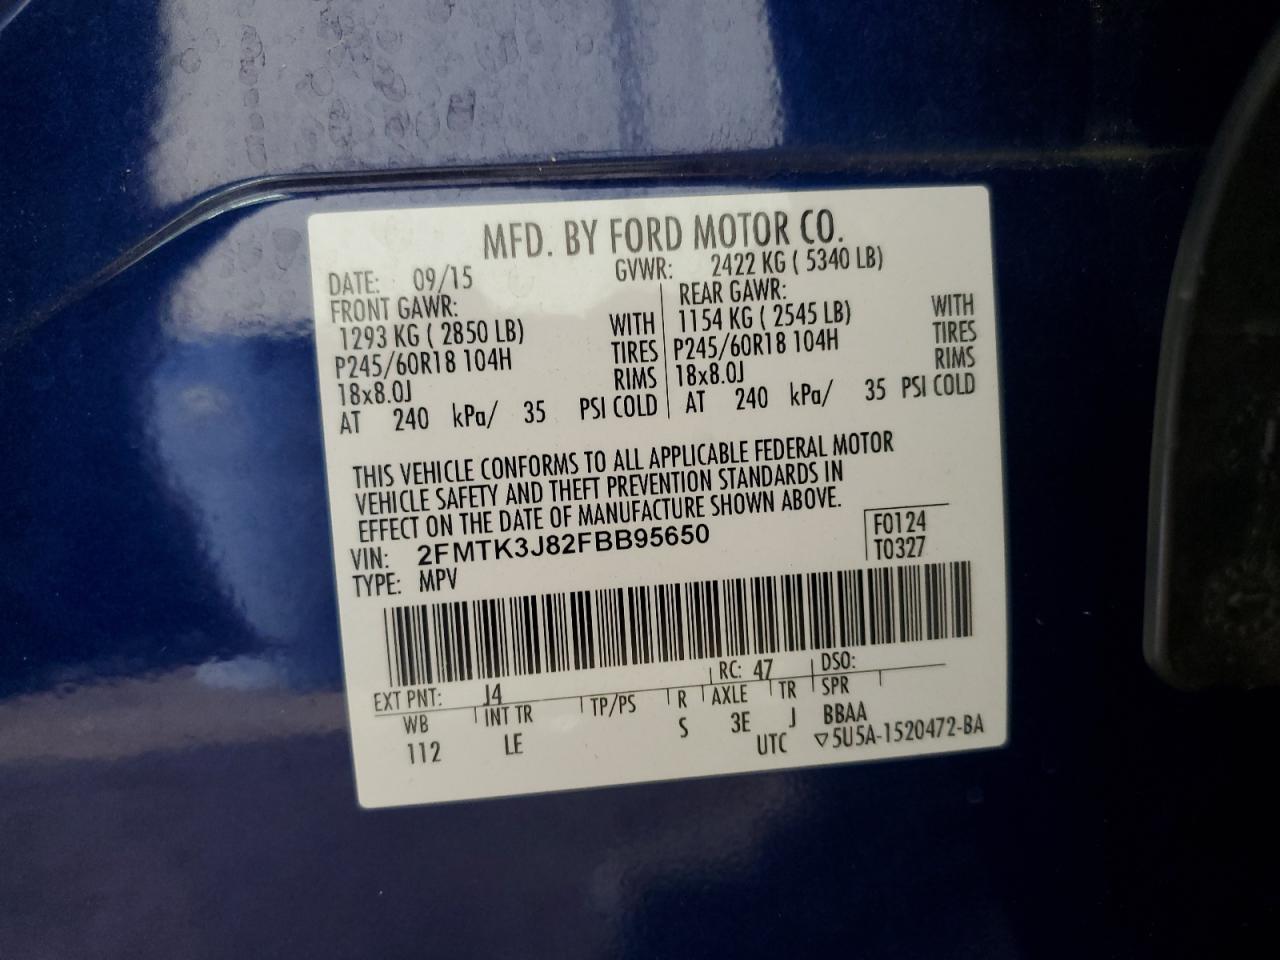 MFD. BY FORD MOTOR CO.
DATE: 09/15 GVWR: 2422 KG ( 5340 LB)
FRONT GAWR: REAR GAWR:
1293 KG ( 2850 LB) WITH 1154 KG ( 2545 LB) WITH
P245/60R18 104H TIRES P245/60R18 104H TIRES
18x8.0J RIMS 18x8.0J RIMS
AT 240 kPa/ 35 PSI COLD AT 240 kPa/ 35 PSI COLD
THIS VEHICLE CONFORMS TO ALL APPLICABLE FEDERAL MOTOR
VEHICLE SAFETY AND THEFT PREVENTION STANDARDS IN
EFFECT ON THE DATE OF MANUFACTURE SHOWN ABOVE.
VIN: 2FMTK3J82FBB95650 F0124
TYPE: MPV T0327
EXT PNT: J4 RC: 47 DSO:
WB INT TR TP/PS R AXLE TR SPR
112 LE S 3E J BBAA
UTC ▽5U5A-1520472-BA